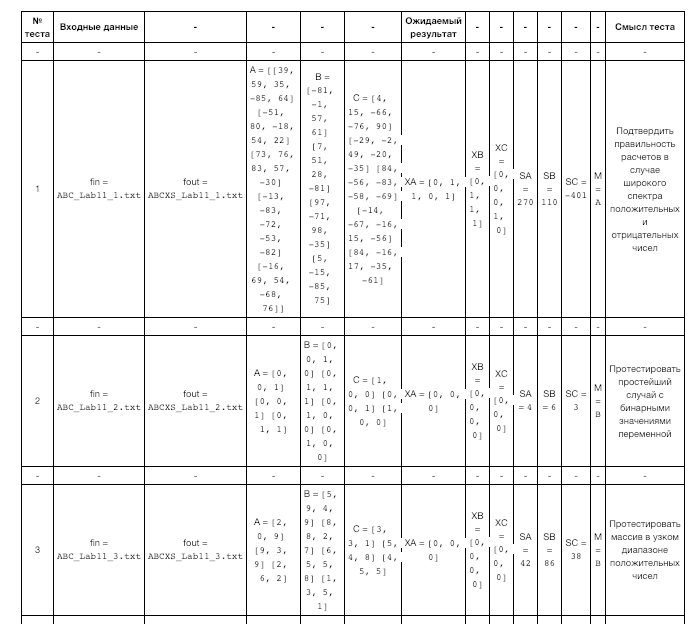 № теста
Входные данные
-
-
-
-
Ожидаемый результат
-
-
-
-
-
-
Смысл теста
- - - - - - - - - - - - - -
1
fin =
ABC_Lab11_1.txt
fout =
ABCXS_Lab11_1.txt
A = [[39,
59, 35,
-85, 64]
[-51,
80, -18,
54, 22]
[73, 76,
83, 57,
-30]
[-13,
-83,
-72,
-53,
-82]
[-16,
69, 54,
-68,
76]]
B =
[-81,
-1,
57,
61]
[7,
51,
28,
-81]
[97,
-71,
98,
-35]
[5,
-15,
-85,
75]
C = [4,
15, -66,
-76, 90]
[-29, -2,
49, -20,
-35] [84,
-56, -83,
-58, -69]
[-14,
-67, -16,
15, -56]
[84, -16,
17, -35,
-61]
XA = [0, 1,
1, 0, 1]
XB
=
[0,
1,
1,
1]
XC
=
[0,
0,
0,
1,
0]
SA
=
270
SB
=
110
SC =
-401
M
=
A
Подтвердить
правильность
расчетов в
случае
широкого
спектра
положительных
и
отрицательных
чисел
- - - - - - - - - - - - - -
2
fin =
ABC_Lab11_2.txt
fout =
ABCXS_Lab11_2.txt
A = [0,
0, 1]
[0, 0,
1] [0,
1, 1]
B = [0,
0, 1,
0] [0,
1, 1,
1] [0,
1, 0,
0] [0,
1, 0,
0]
C = [1,
0, 0] [0,
0, 1] [1,
0, 0]
XA = [0, 0,
0]
XB
=
[0,
0,
0,
0]
XC
=
[0,
0,
0]
SA
= 4
SB
= 6
SC =
3
M
=
B
Протестировать
простейший
случай с
бинарными
значениями
переменной
- - - - - - - - - - - - - -
3
fin =
ABC_Lab11_3.txt
fout =
ABCXS_Lab11_3.txt
A = [2,
0, 9]
[9, 3,
9] [2,
6, 2]
B = [5,
9, 4,
9] [8,
8, 2,
7] [6,
5, 5,
8] [1,
3, 5,
1]
C = [3,
3, 1] [5,
4, 8] [4,
5, 5]
XA = [0, 0,
0]
XB
=
[0,
0,
0,
0]
XC
=
[0,
0,
0]
SA
=
42
SB
=
86
SC =
38
M
=
B
Протестировать
массив в узком
диапазоне
положительных
чисел